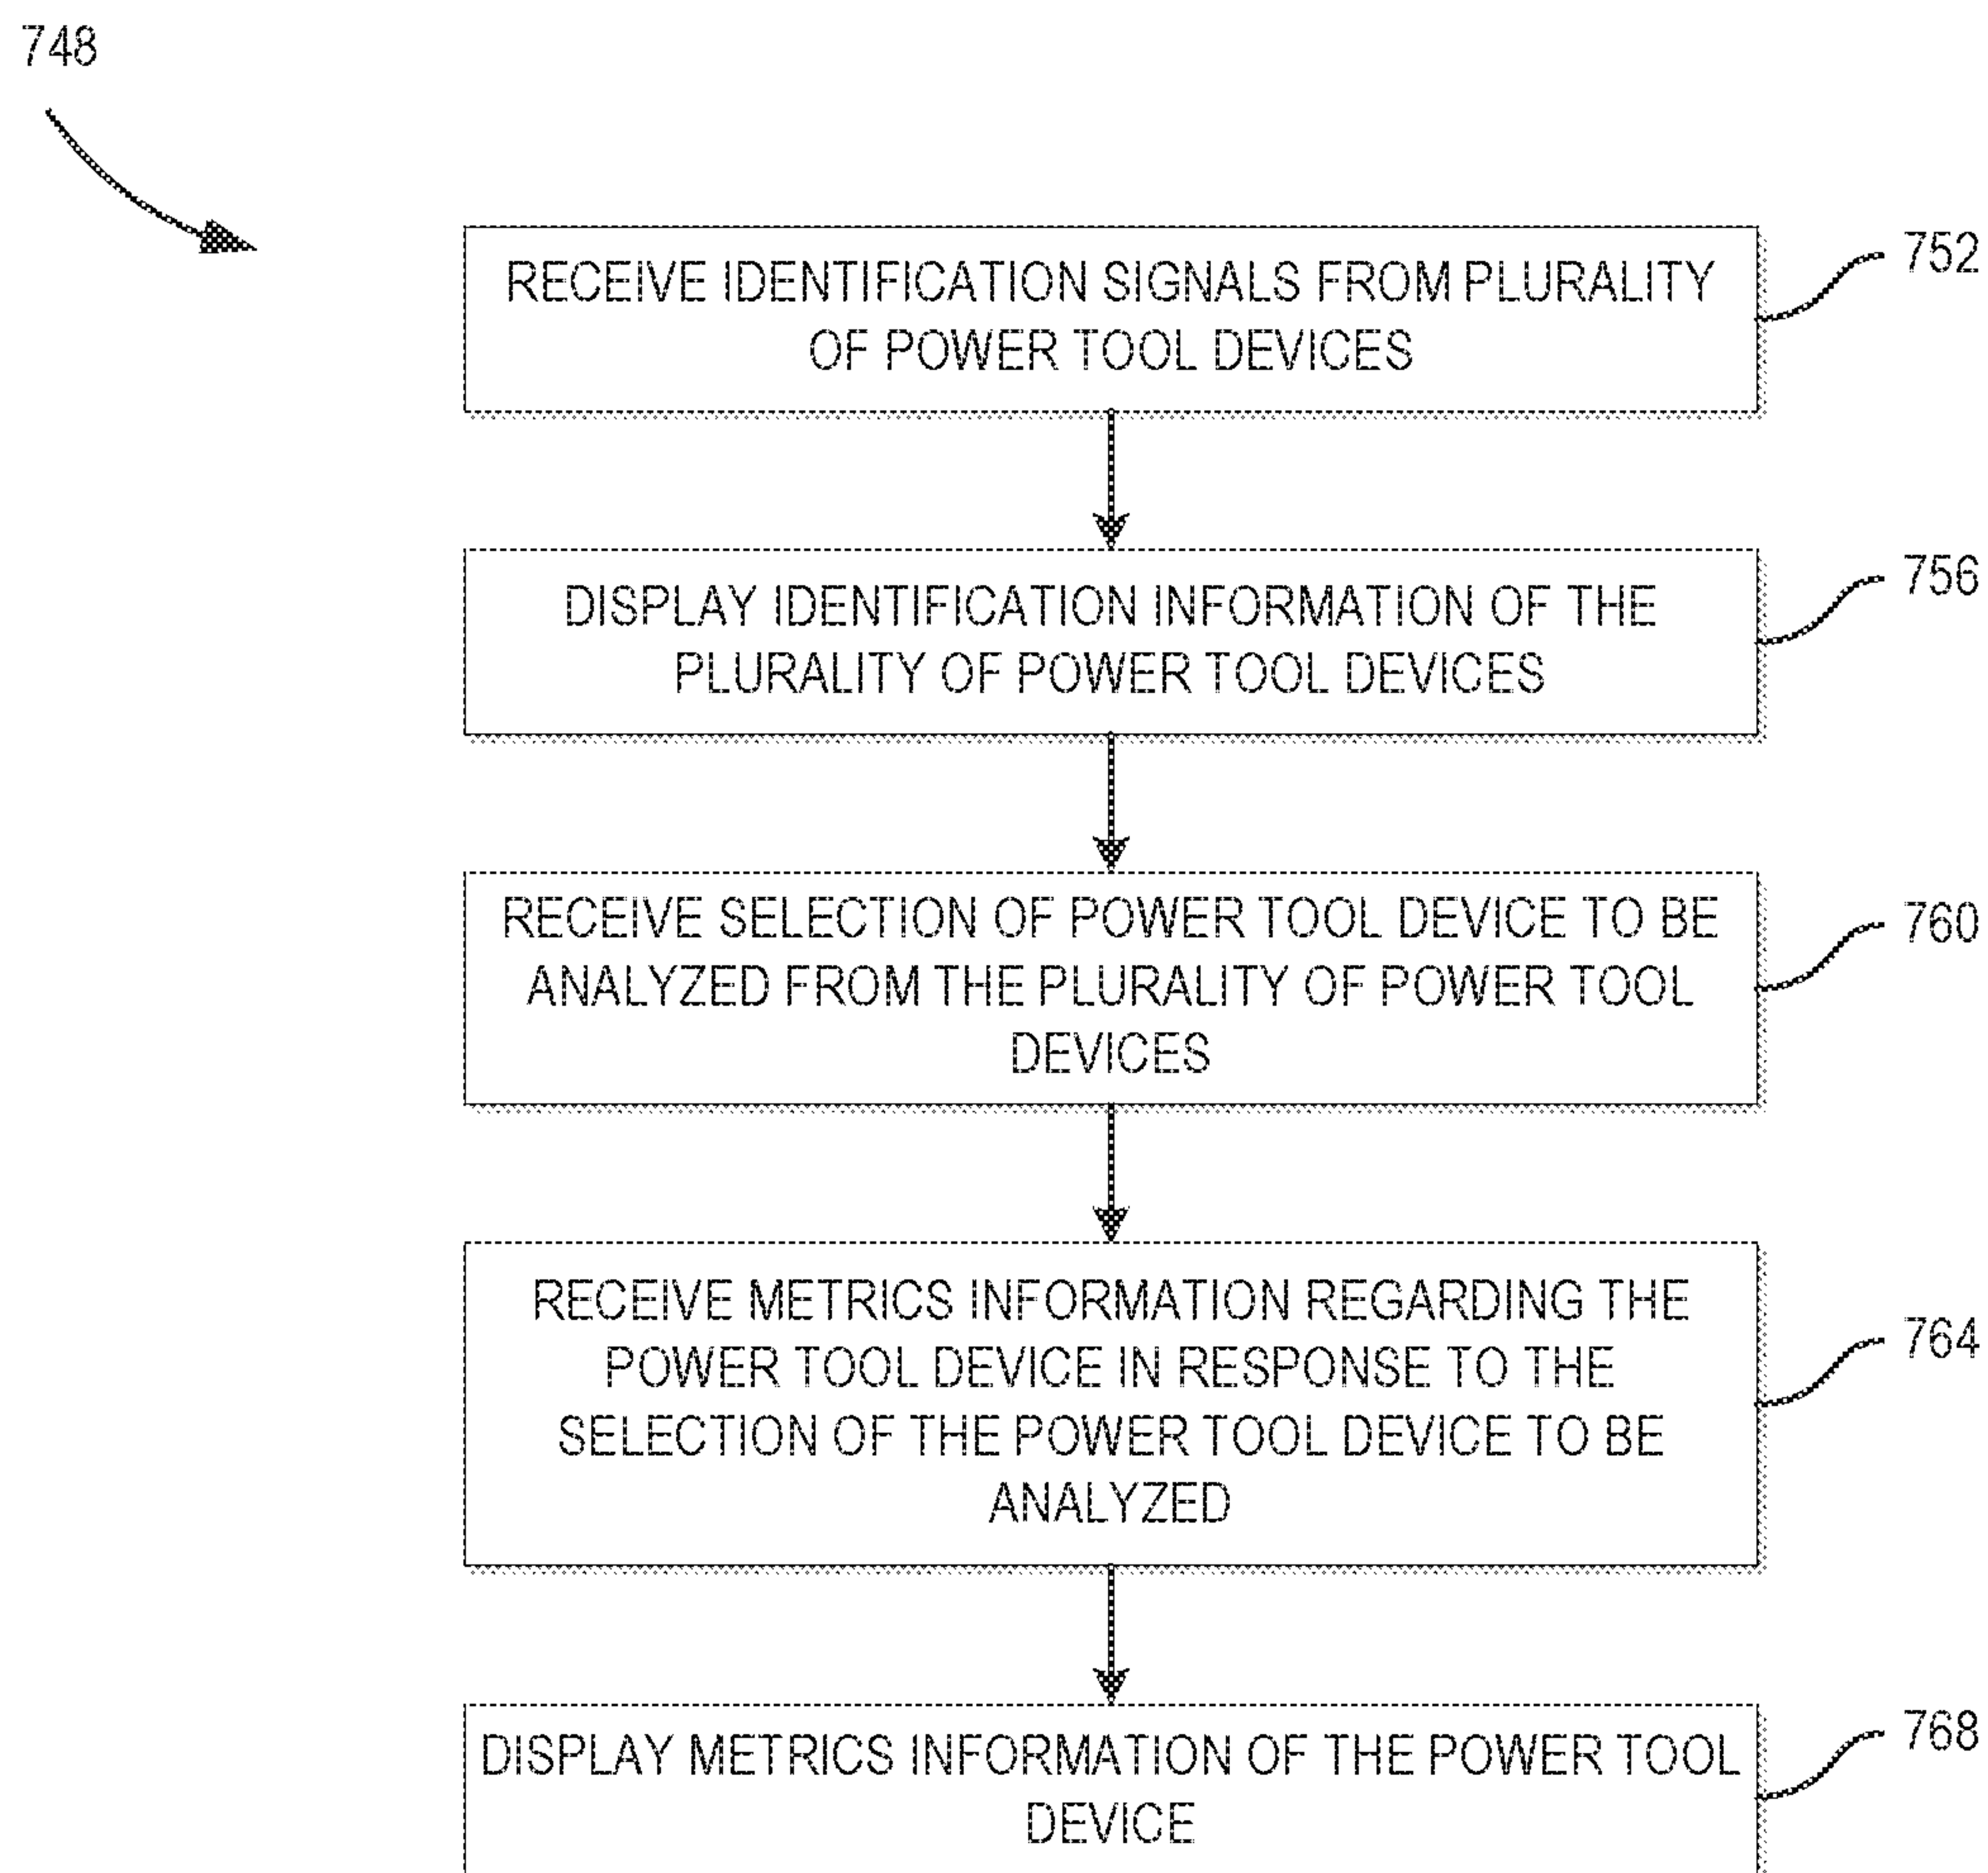 748
RECEIVE IDENTIFICATION SIGNALS FROM PLURALITY
OF POWER TOOL DEVICES
752
DISPLAY IDENTIFICATION INFORMATION OF THE
PLURALITY OF POWER TOOL DEVICES
756
RECEIVE SELECTION OF POWER TOOL DEVICE TO BE
ANALYZED FROM THE PLURALITY OF POWER TOOL
DEVICES
760
RECEIVE METRICS INFORMATION REGARDING THE
POWER TOOL DEVICE IN RESPONSE TO THE
SELECTION OF THE POWER TOOL DEVICE TO BE
ANALYZED
764
DISPLAY METRICS INFORMATION OF THE POWER TOOL
DEVICE
768